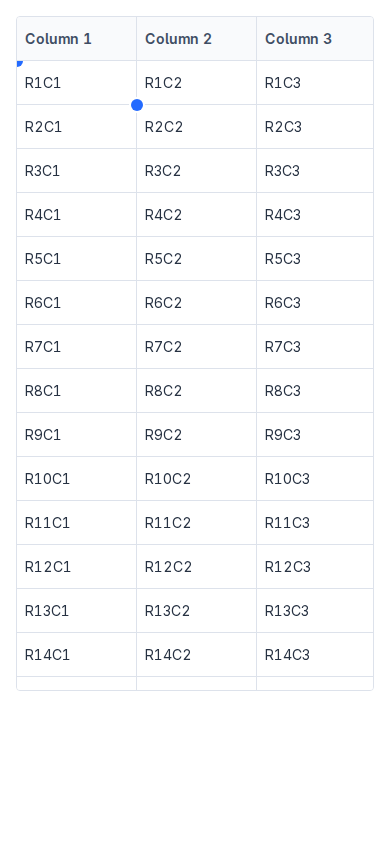 Column 1 Column 2 Column 3
R1C1 R1C2 R1C3
R2C1 R2C2 R2C3
R3C1 R3C2 R3C3
R4C1 R4C2 R4C3
R5C1 R5C2 R5C3
R6C1 R6C2 R6C3
R7C1 R7C2 R7C3
R8C1 R8C2 R8C3
R9C1 R9C2 R9C3
R10C1 R10C2 R10C3
R11C1 R11C2 R11C3
R12C1 R12C2 R12C3
R13C1 R13C2 R13C3
R14C1 R14C2 R14C3